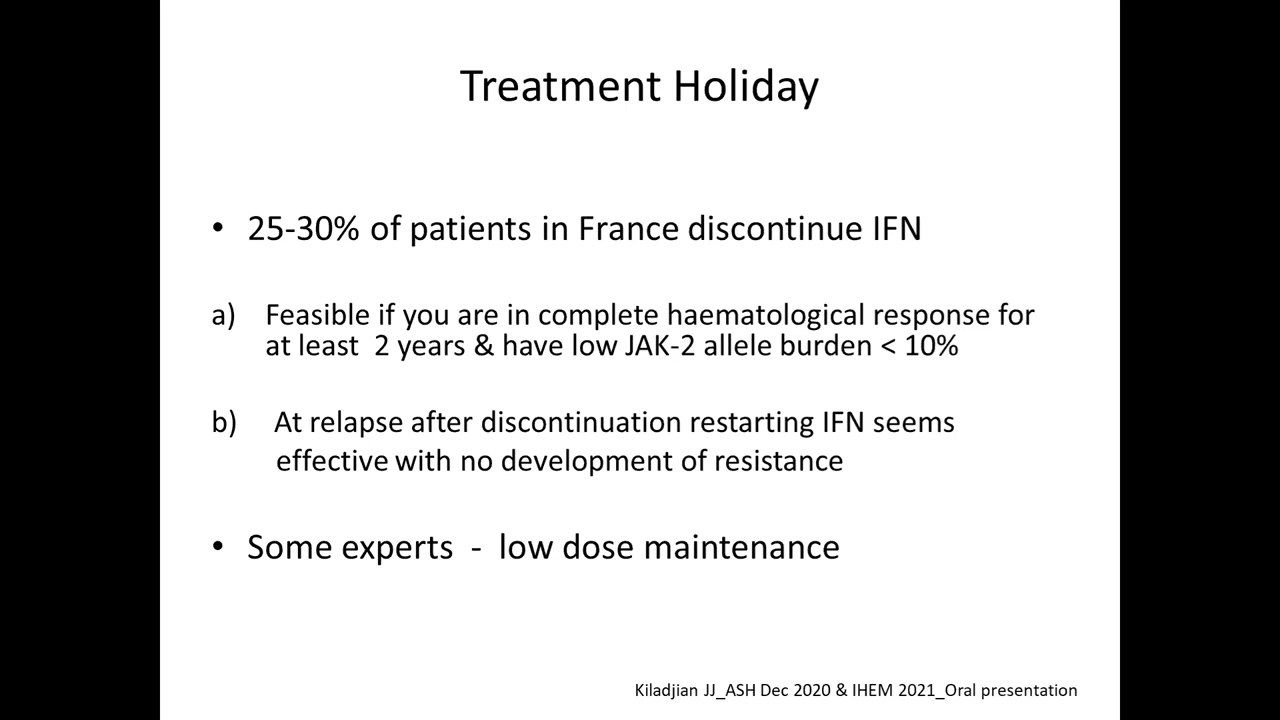 Treatment Holiday
• 25-30% of patients in France discontinue IFN
a) Feasible if you are in complete haematological response for
at least  2 years & have low JAK-2 allele burden < 10%
b) At relapse after discontinuation restarting IFN seems
effective with no development of resistance
• Some experts  -  low dose maintenance
Kiladjian JJ_ASH Dec 2020 & IHEM 2021_Oral presentation